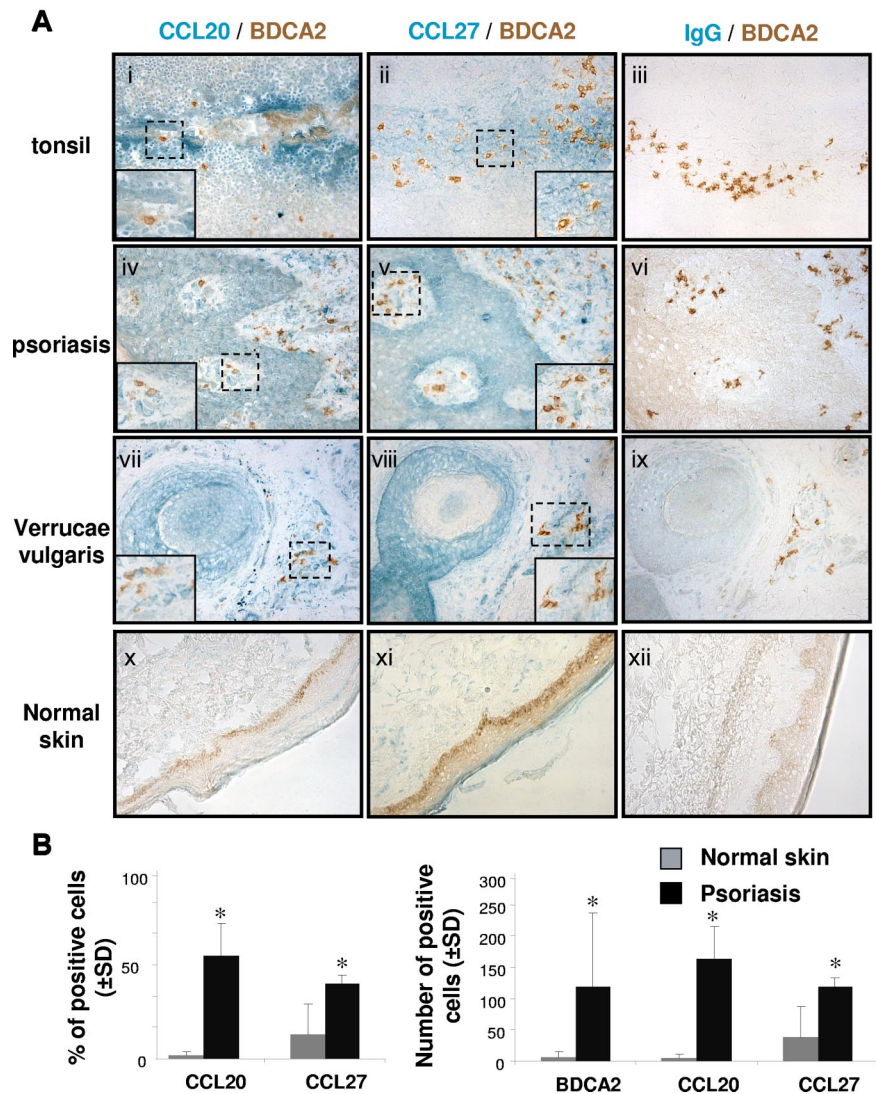 A
CCL20 / BDCA2
CCL27 / BDCA2
IgG / BDCA2
tonsil
i
ii
iii
psoriasis
iv
v
vi
Verrucae
vulgaris
vii
viii
ix
Normal
skin
x
xi
xii
B
% of positive cells
(±SD)
100
50
0
*
*
CCL20
CCL27
Number of positive
cells (±SD)
300
250
200
150
100
50
0
*
*
*
BDCA2
CCL20
CCL27
Normal skin
Psoriasis